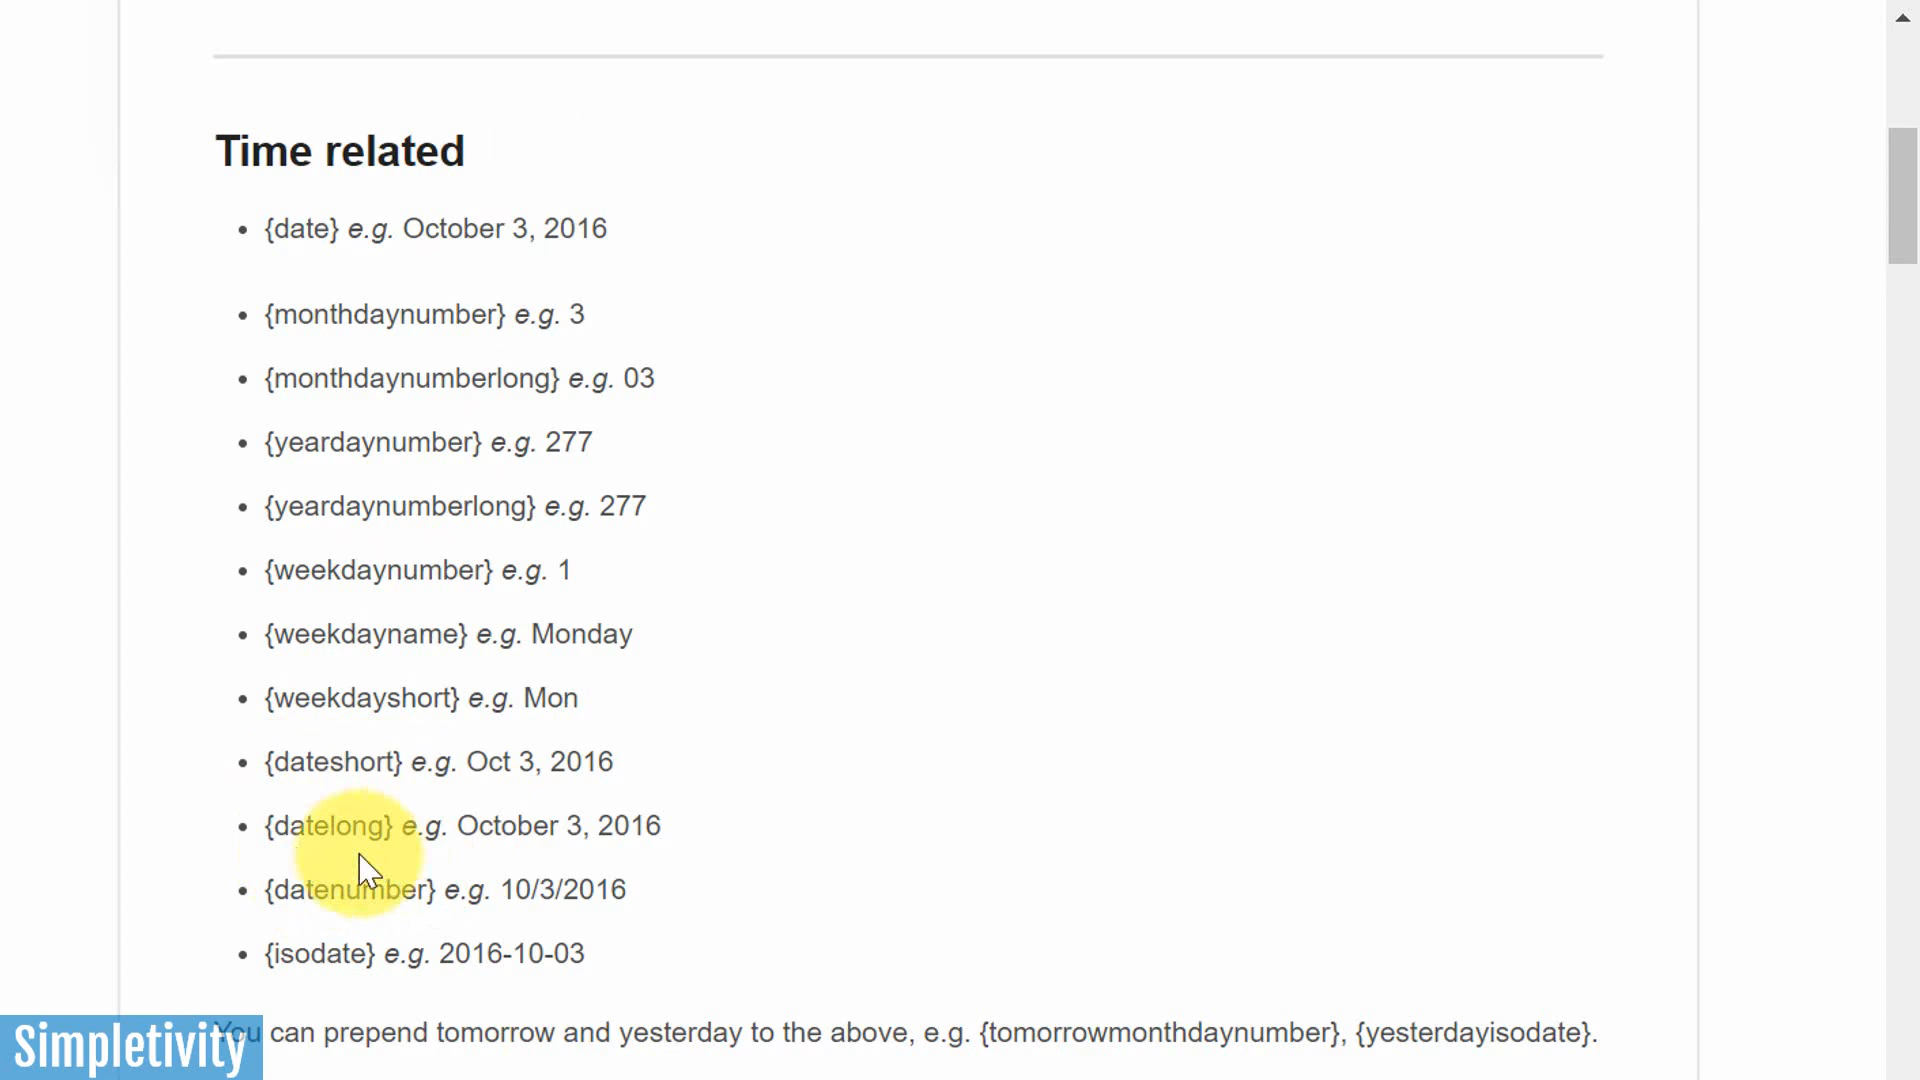 Time related
• {date} e.g. October 3, 2016
• {monthdaynumber} e.g. 3
• {monthdaynumberlong} e.g. 03
• {yeardaynumber} e.g. 277
• {yeardaynumberlong} e.g. 277
• {weekdaynumber} e.g. 1
• {weekdayname} e.g. Monday
• {weekdayshort} e.g. Mon
• {dateshort} e.g. Oct 3, 2016
• {datelong} e.g. October 3, 2016
• {datenumber} e.g. 10/3/2016
• {isodate} e.g. 2016-10-03
You can prepend tomorrow and yesterday to the above, e.g. {tomorrowmonthdaynumber}, {yesterdayisodate}.
Simpletivity